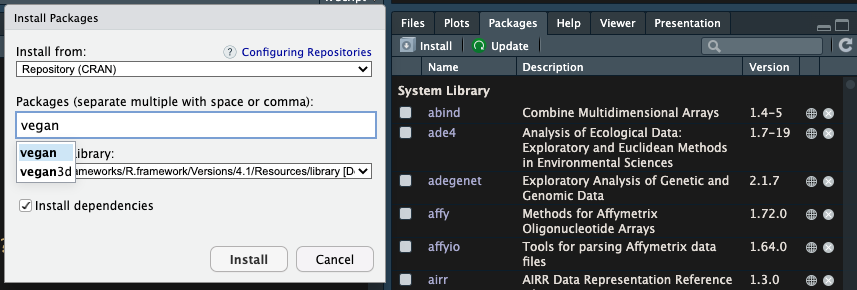 Install Packages
Install from:
? Configuring Repositories
Repository (CRAN)
Packages (separate multiple with space or comma):
vegan
vegan
vegan3d
ibrary:
ameworks/R.framework/Versions/4.1/Resources/library [D
Install dependencies
Install
Cancel
Files Plots Packages Help Viewer Presentation
Install Update
Name Description Version
System Library
abind Combine Multidimensional Arrays 1.4-5
ade4 Analysis of Ecological Data: 1.7-19
Exploratory and Euclidean Methods
in Environmental Sciences
adegenet Exploratory Analysis of Genetic and 2.1.7
Genomic Data
affy Methods for Affymetrix 1.72.0
Oligonucleotide Arrays
affyio Tools for parsing Affymetrix data 1.64.0
files
airr AIRR Data Representation Reference 1.3.0